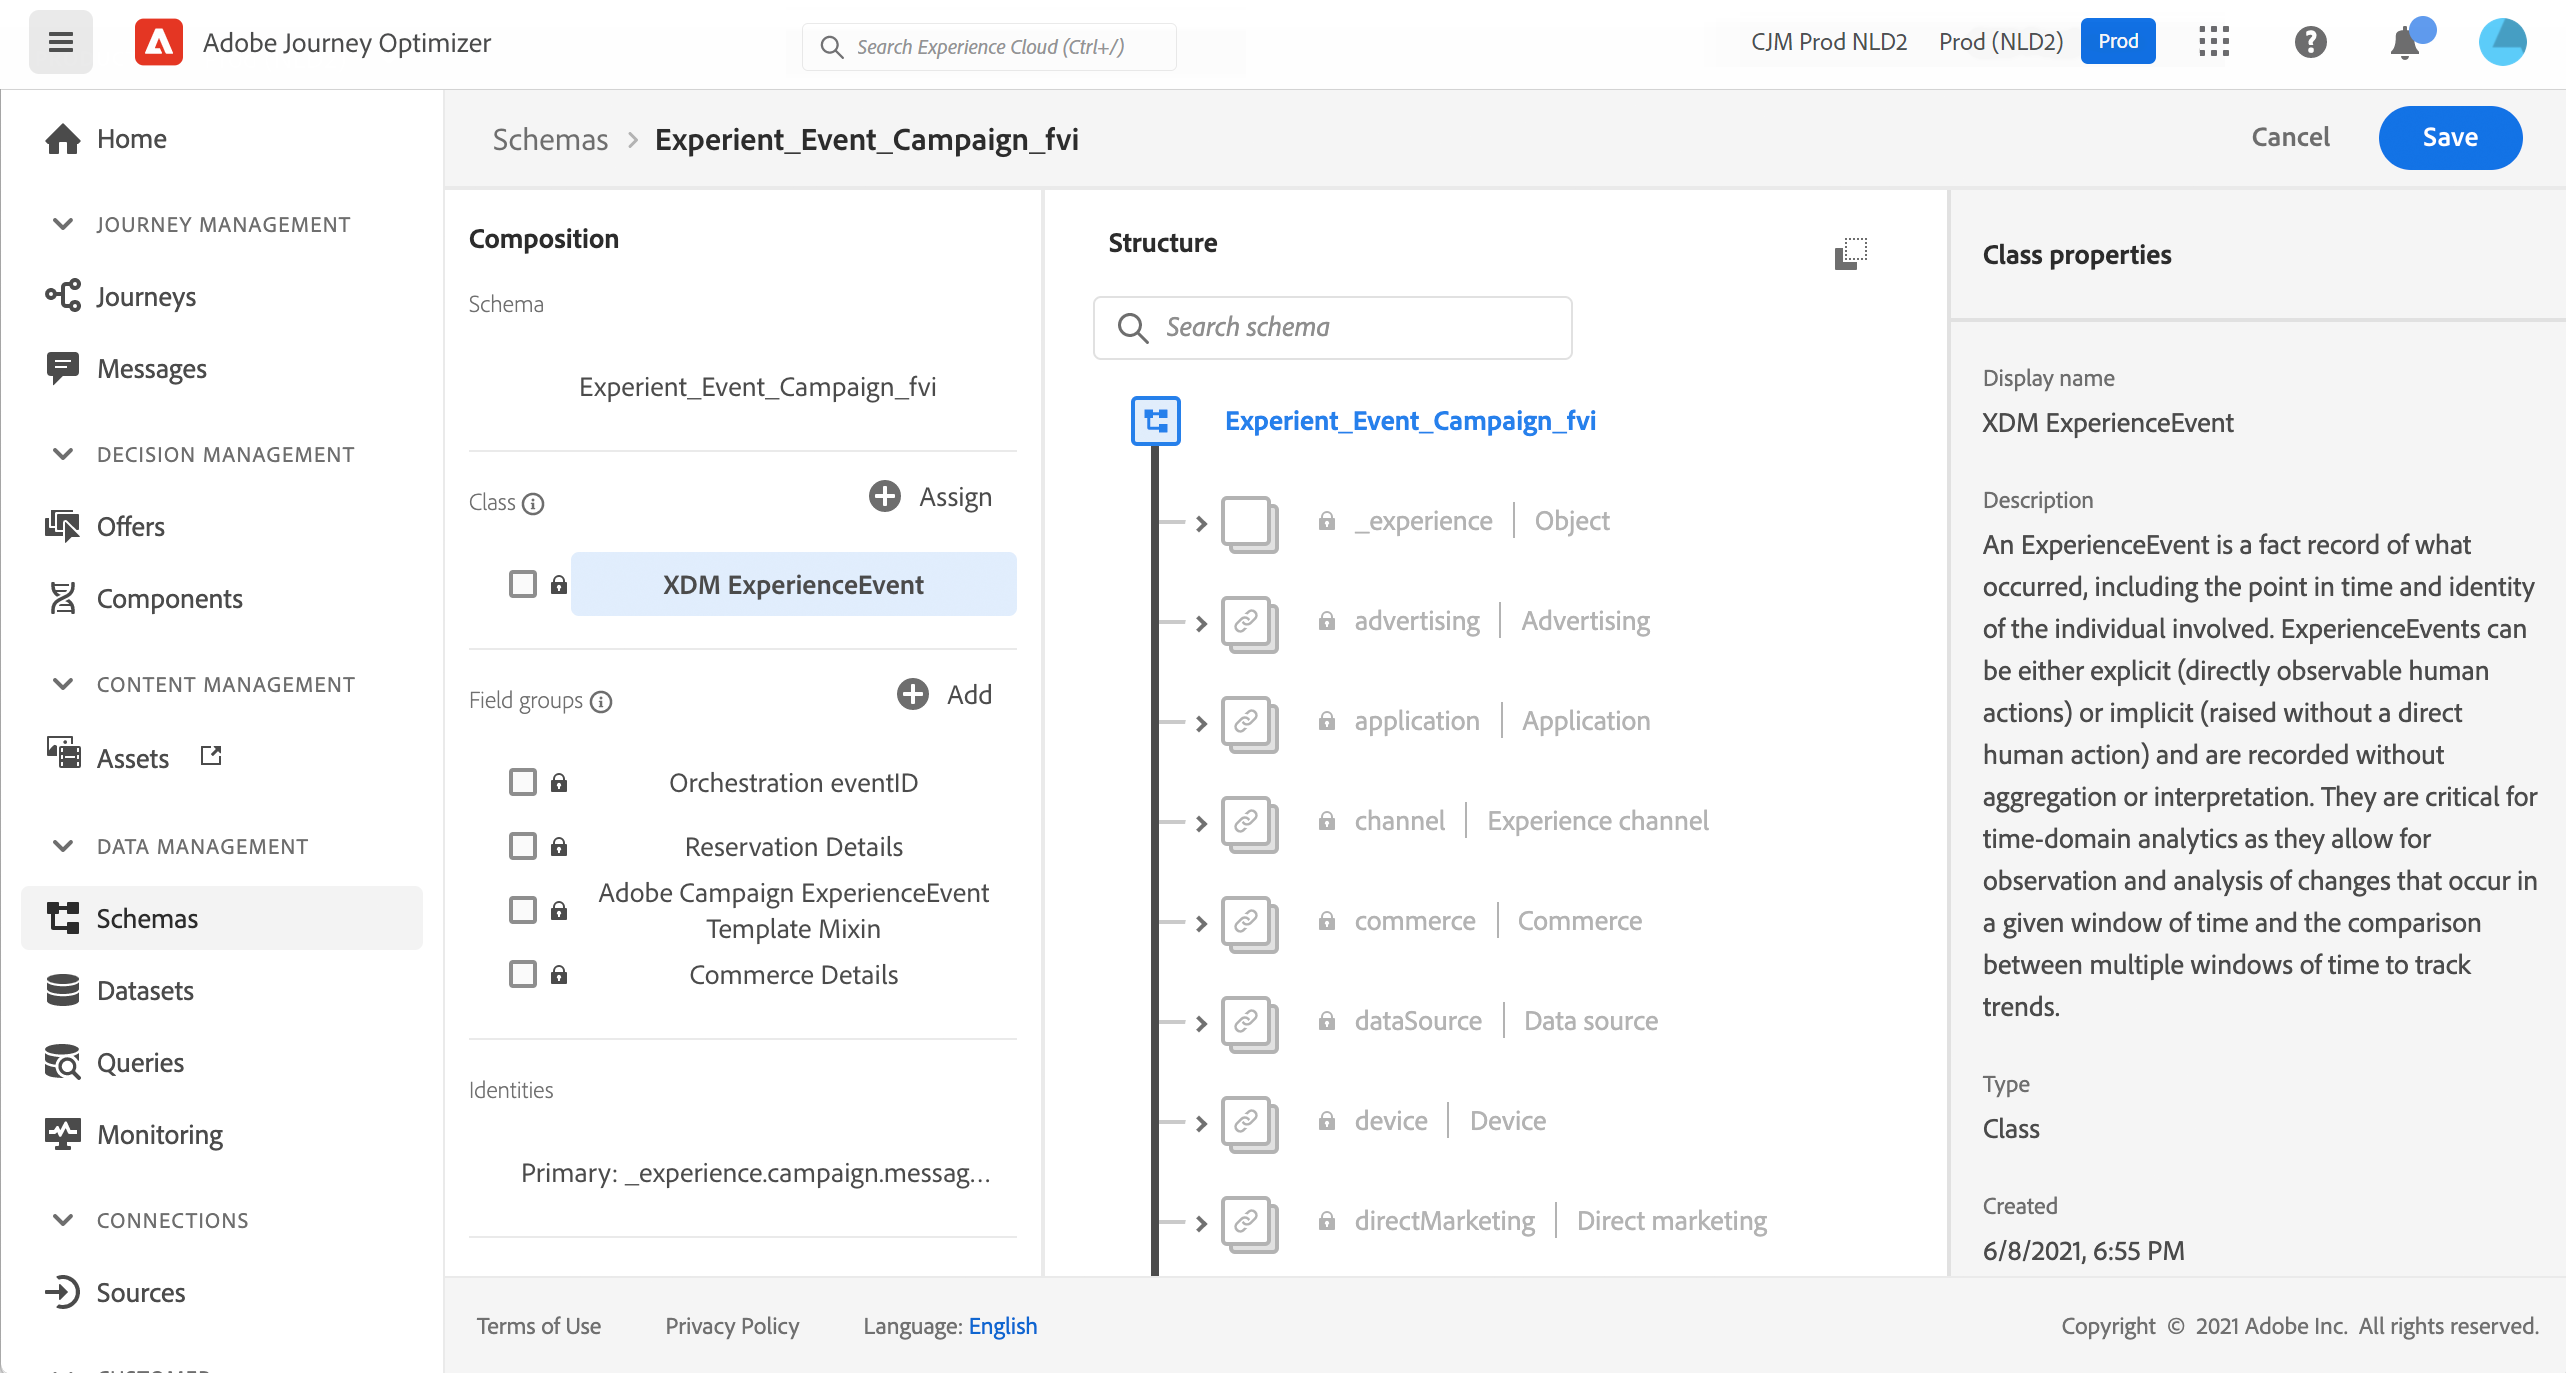 Adobe Journey Optimizer
Search Experience Cloud (Ctrl+/)
CJM Prod NLD2
Prod (NLD2)
Prod
Home
JOURNEY MANAGEMENT
Journeys
Messages
DECISION MANAGEMENT
Offers
Components
CONTENT MANAGEMENT
Assets
DATA MANAGEMENT
Schemas
Datasets
Queries
Monitoring
CONNECTIONS
Sources
CUSTOMER
Schemas > Experient_Event_Campaign_fvi
Cancel
Save
Composition
Schema
Experient_Event_Campaign_fvi
Class
Assign
XDM ExperienceEvent
Field groups
Add
Orchestration eventID
Reservation Details
Adobe Campaign ExperienceEvent
Template Mixin
Commerce Details
Identities
Primary: _experience.campaign.messag...
Structure
Search schema
Experient_Event_Campaign_fvi
_experience | Object
advertising | Advertising
application | Application
channel | Experience channel
commerce | Commerce
dataSource | Data source
device | Device
directMarketing | Direct marketing
Class properties
Display name
XDM ExperienceEvent
Description
An ExperienceEvent is a fact record of what
occurred, including the point in time and identity
of the individual involved. ExperienceEvents can
be either explicit (directly observable human
actions) or implicit (raised without a direct
human action) and are recorded without
aggregation or interpretation. They are critical for
time-domain analytics as they allow for
observation and analysis of changes that occur in
a given window of time and the comparison
between multiple windows of time to track
trends.
Type
Class
Created
6/8/2021, 6:55 PM
Terms of Use
Privacy Policy
Language: English
Copyright © 2021 Adobe Inc. All rights reserved.